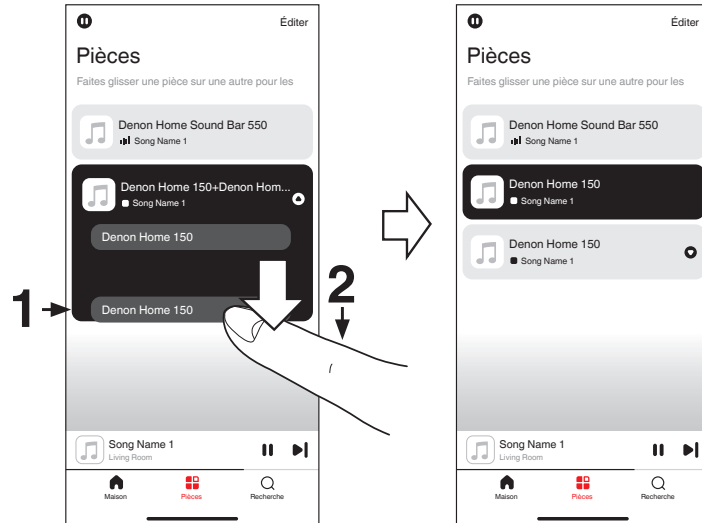 Éditer
Pièces
Faites glisser une pièce sur une autre pour les
Denon Home Sound Bar 550
Song Name 1
Denon Home 150+Denon Hom...
Song Name 1
Denon Home 150
1
Denon Home 150
2
Song Name 1
Living Room
Maison
Pièces
Recherche
Éditer
Pièces
Faites glisser une pièce sur une autre pour les
Denon Home Sound Bar 550
Song Name 1
Denon Home 150
Song Name 1
Denon Home 150
Song Name 1
Song Name 1
Living Room
Maison
Pièces
Recherche